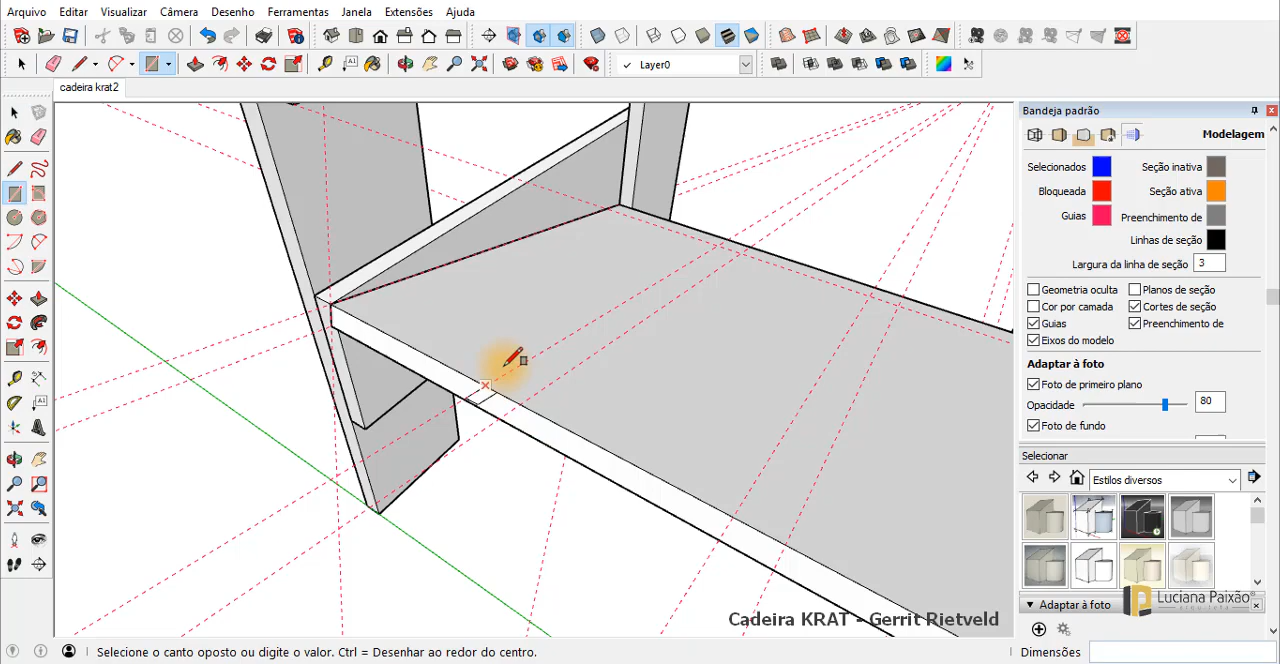 Arquivo Editar Visualizar Câmera Desenho Ferramentas Janela Extensões Ajuda
Layer0
cadeira krat2
Bandeja padrão
Modelagem
Selecionados Seção inativa
Bloqueada Seção ativa
Guias Preenchimento de
Linhas de seção
Largura da linha de seção 3
Geometria oculta Planos de seção
Cor por camada Cortes de seção
Guias Preenchimento de
Eixos do modelo
Adaptar à foto
Foto de primeiro plano
Opacidade 80
Foto de fundo
Selecionar
Estilos diversos
Luciana Paixão®
arquiteta
Adaptar à foto
Cadeira KRAT - Gerrit Rietveld
Selecione o canto oposto ou digite o valor. Ctrl = Desenhar ao redor do centro.
Dimensões